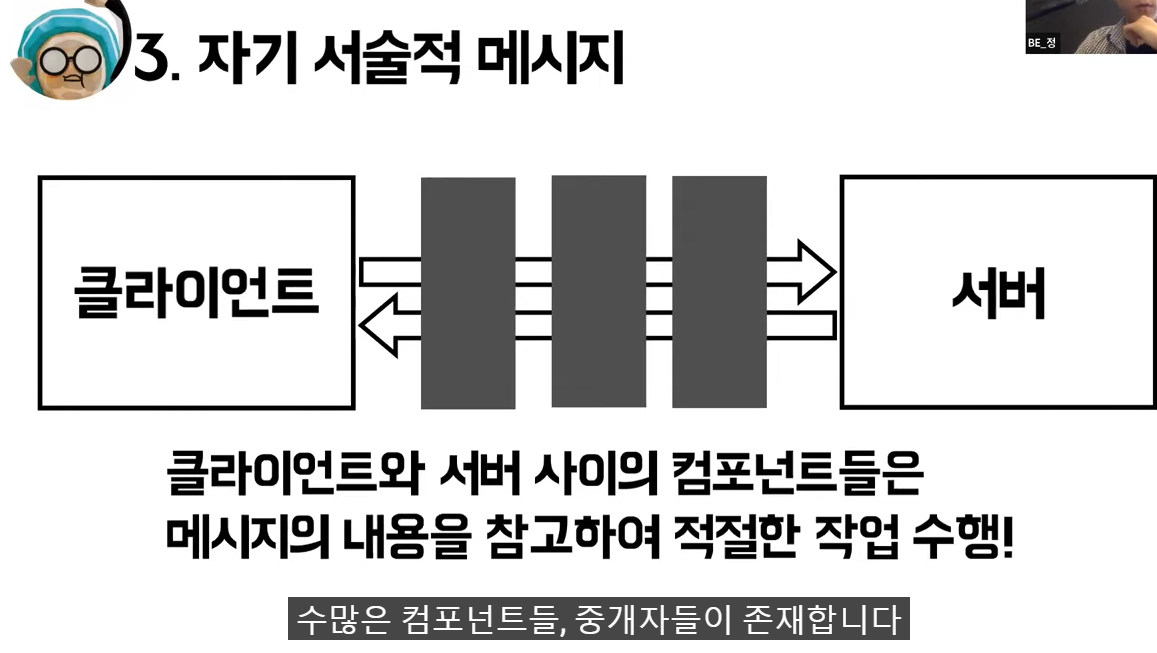 3. 자기 서술적 메시지
BE_정
클라이언트
서버
클라이언트와 서버 사이의 컴포넌트들은
메시지의 내용을 참고하여 적절한 작업 수행!
수많은 컴포넌트들, 중개자들이 존재합니다